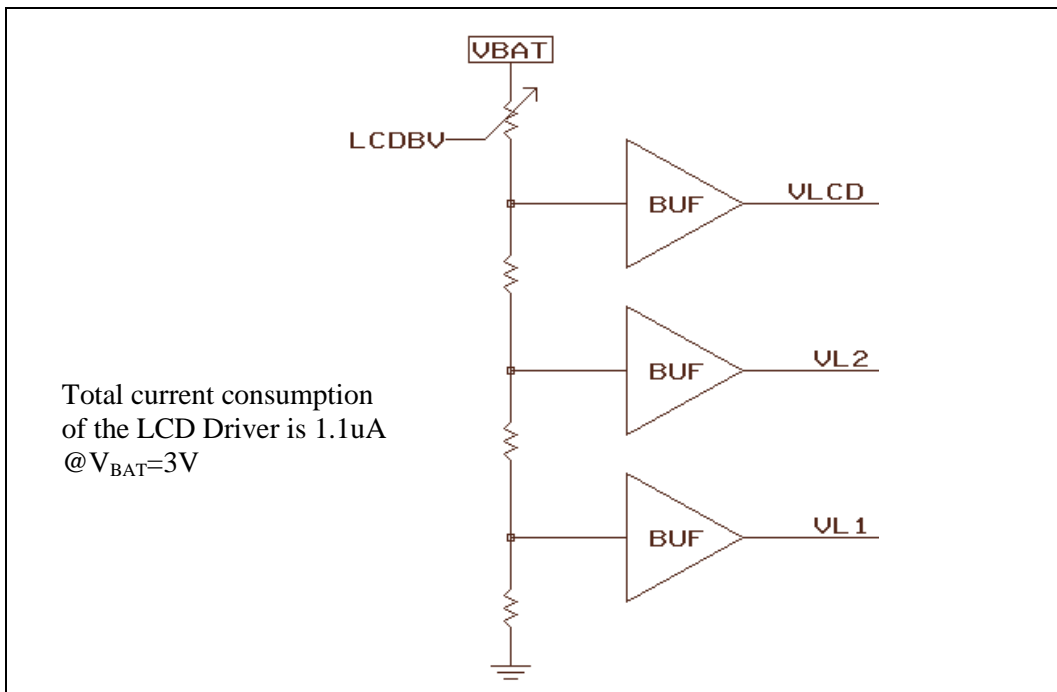 VBAT
LCDBV
BUF
VLCD
BUF
VL2
Total current consumption
of the LCD Driver is 1.1uA
@VBAT=3V
BUF
VL1